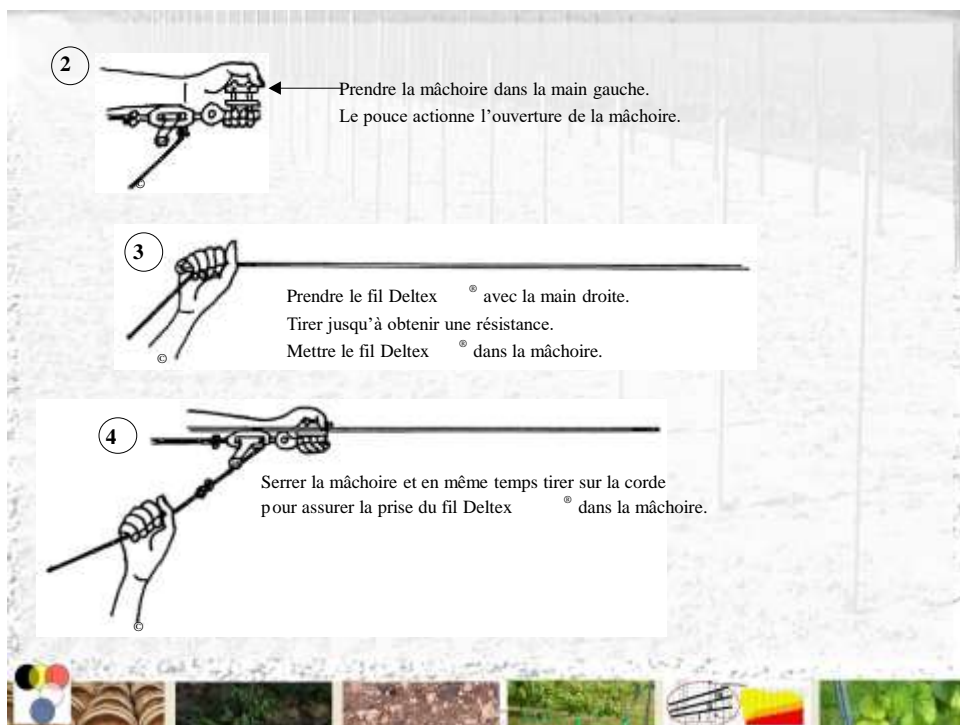 2
Prendre la mâchoire dans la main gauche.
Le pouce actionne l’ouverture de la mâchoire.
©
3
Prendre le fil Deltex ® avec la main droite.
Tirer jusqu’à obtenir une résistance.
Mettre le fil Deltex ® dans la mâchoire.
©
4
Serrer la mâchoire et en même temps tirer sur la corde
pour assurer la prise du fil Deltex ® dans la mâchoire.
©